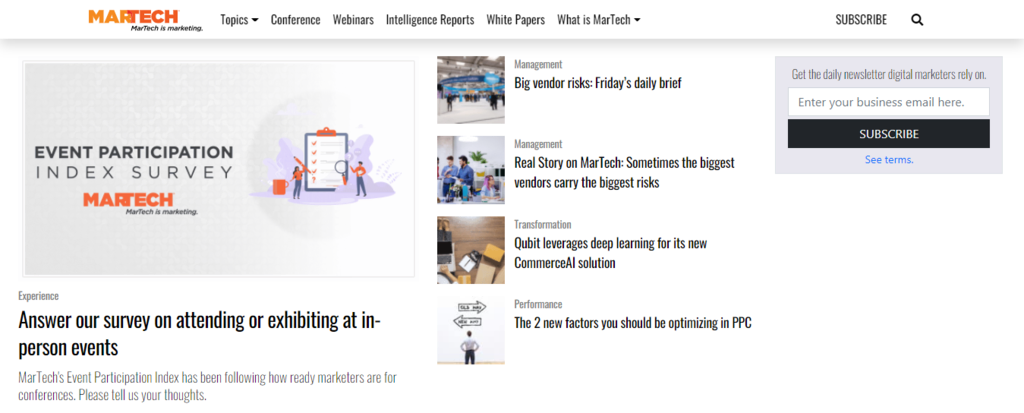 MARTECH
MarTech is marketing.
Topics
Conference
Webinars
Intelligence Reports
White Papers
What is MarTech
SUBSCRIBE
EVENT PARTICIPATION
INDEX SURVEY
MARTECH
MarTech is marketing.
Experience
Answer our survey on attending or exhibiting at in-
person events
MarTech's Event Participation Index has been following how ready marketers are for
conferences. Please tell us your thoughts.
Management
Big vendor risks: Friday's daily brief
Management
Real Story on MarTech: Sometimes the biggest
vendors carry the biggest risks
Transformation
Qubit leverages deep learning for its new
CommerceAI solution
Performance
The 2 new factors you should be optimizing in PPC
Get the daily newsletter digital marketers rely on.
Enter your business email here.
SUBSCRIBE
See terms.